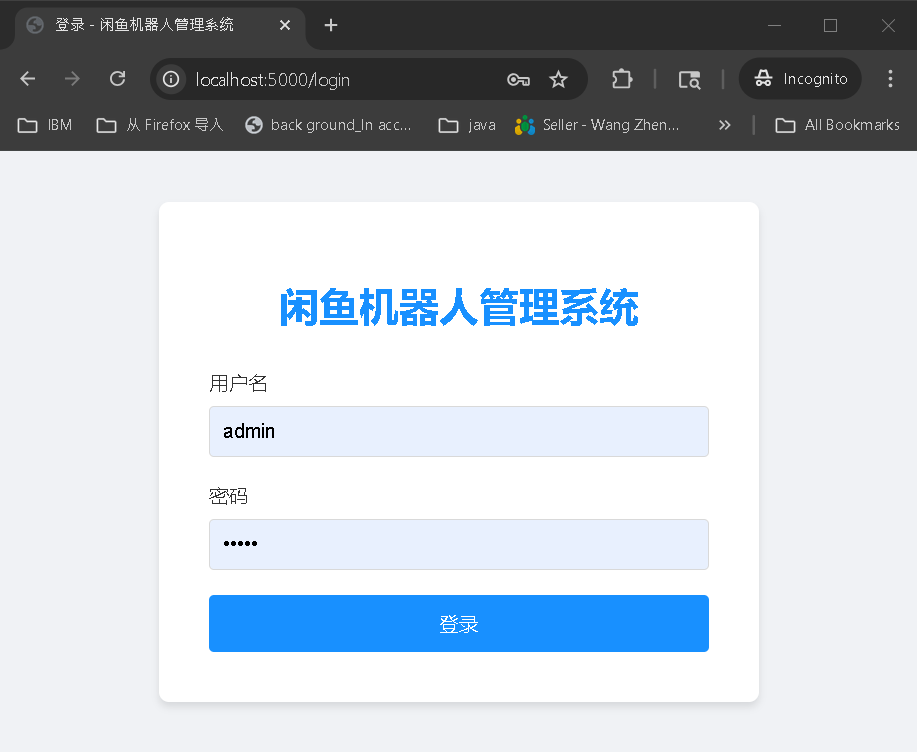 登录 - 闲鱼机器人管理系统
localhost:5000/login
Incognito
IBM
从 Firefox 导入
back ground_In acc...
java
Seller - Wang Zhen...
All Bookmarks
闲鱼机器人管理系统
用户名
admin
密码
•••••
登录